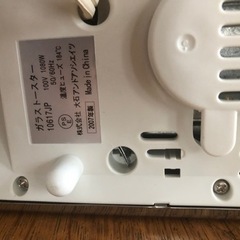 ガラストースター
10617JP
100V 1080W
50/60Hz
温度ヒューズ 184℃
PS
E
株式会社 大石アンドアソシエイツ
Made in China
2007年製